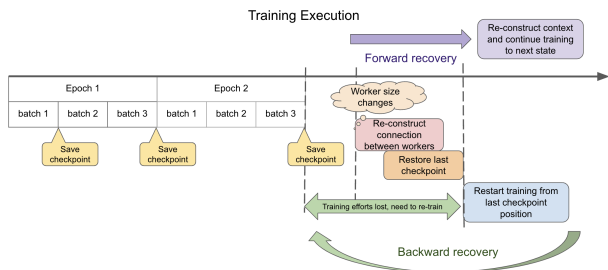 Training Execution
Re-construct context
and continue training
to next state
Forward recovery
Epoch 1
Epoch 2
Worker size
changes
batch 1
batch 2
batch 3
batch 1
batch 2
batch 3
Re-construct
connection
between workers
Save
checkpoint
Save
checkpoint
Save
checkpoint
Restore last
checkpoint
Restart training from
last checkpoint
position
Training efforts lost, need to re-train
Backward recovery